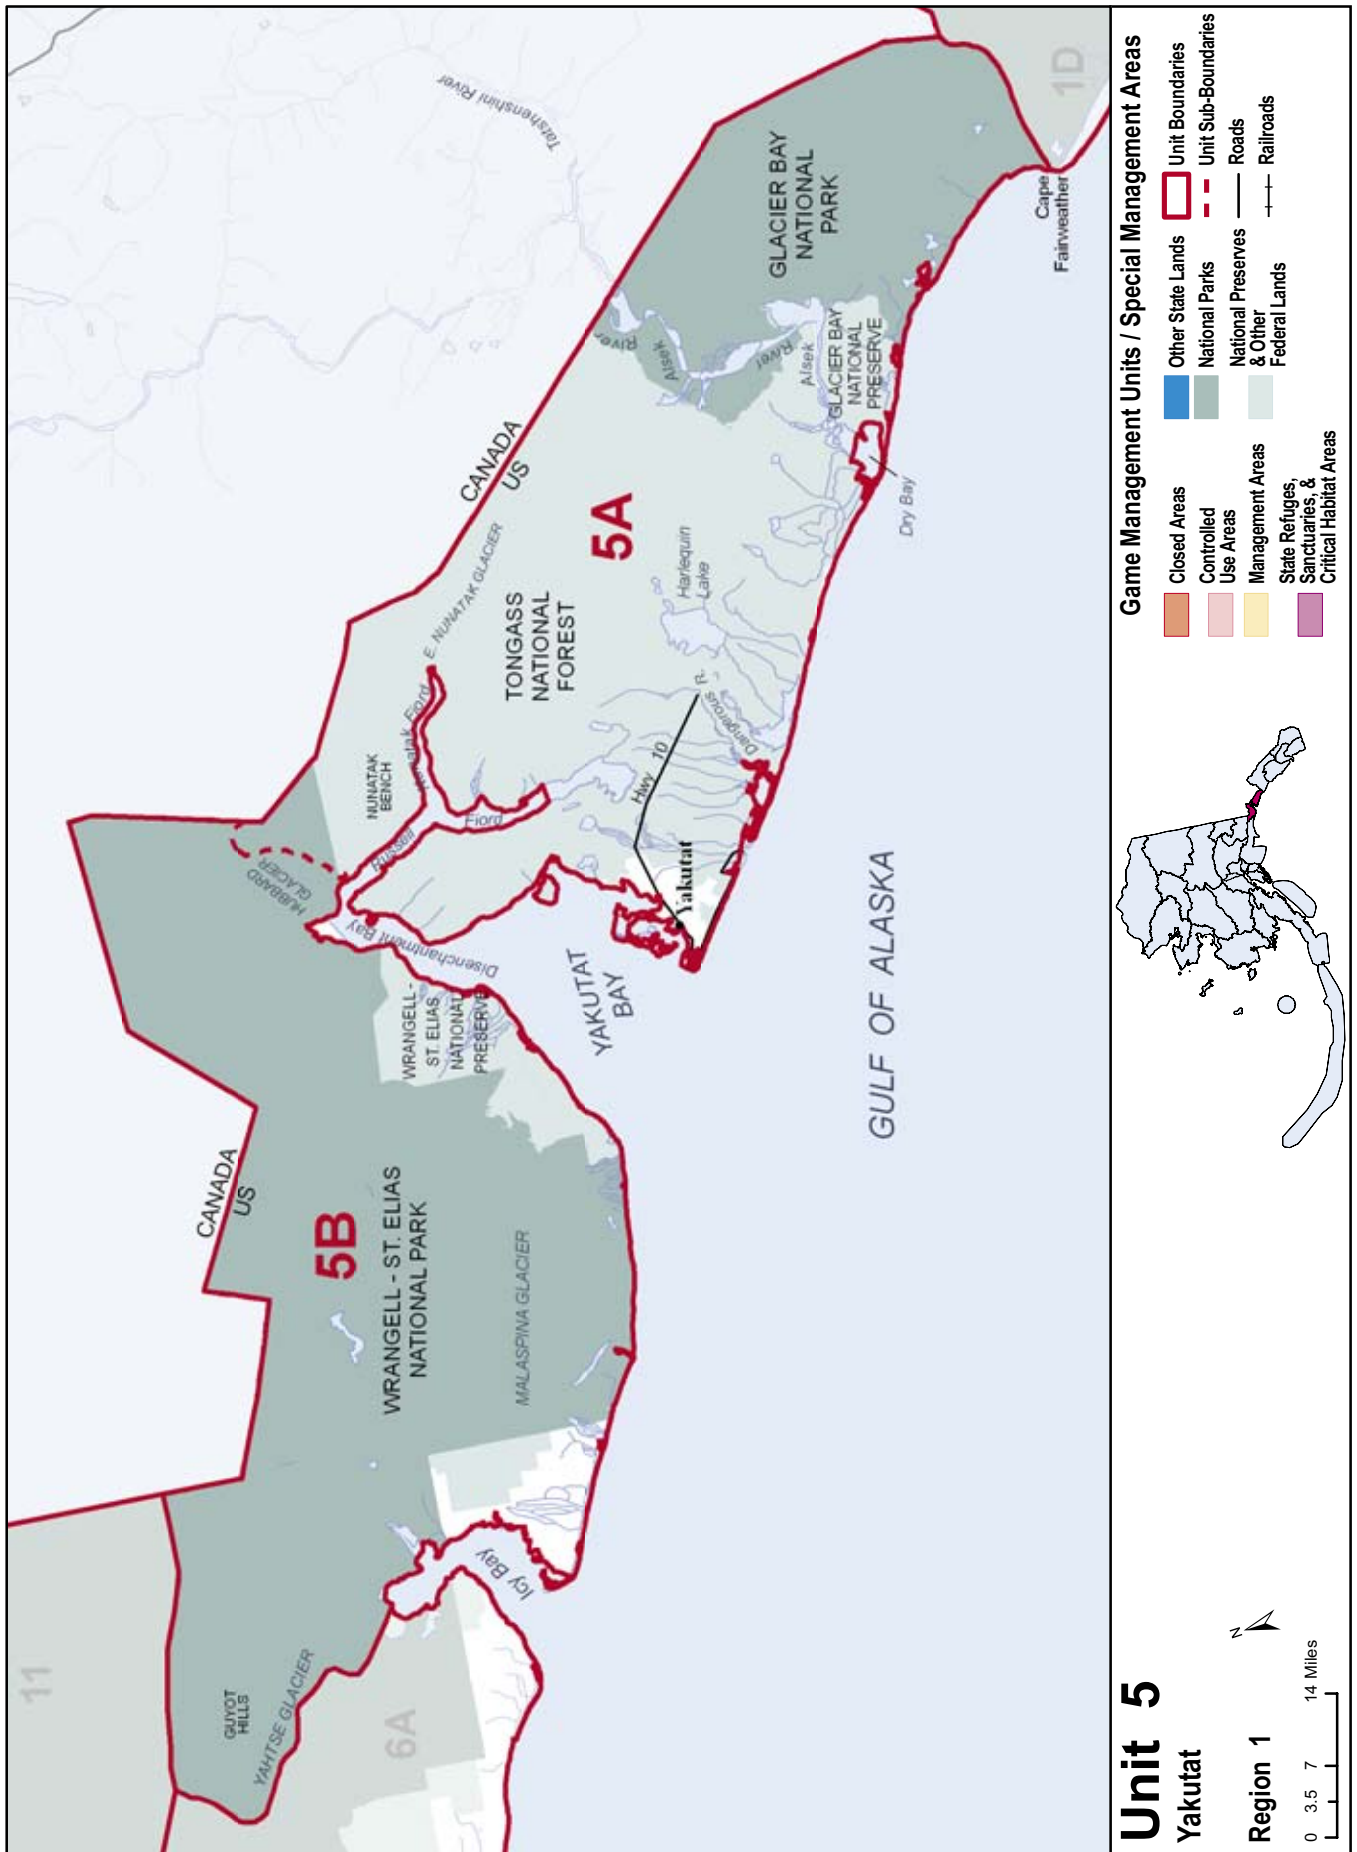 11
GUYOT
HILLS
YAHTSE GLACIER
6A
Icy Bay
CANADA
US
5B
WRANGELL - ST. ELIAS
NATIONAL PARK
MALASPINA GLACIER
WRANGELL -
ST. ELIAS
NATIONAL
PRESERVE
HUBBARD
GLACIER
Disenchantment Bay
YAKUTAT
BAY
Yakutat
Russell
Fiord
NUNATAK
BENCH
Nunatak Fiord
E. NUNATAK GLACIER
TONGASS
NATIONAL
FOREST
5A
CANADA
US
Hwy 10
Dangerous R.
Harlequin
Lake
Dry Bay
Alsek
River
Alsek
River
GLACIER BAY
NATIONAL
PRESERVE
GLACIER BAY
NATIONAL
PARK
Tatshenshini River
Cape
Fairweather
1D
GULF OF ALASKA
Unit 5
Yakutat
Region 1
0 3.5 7 14 Miles
N
Game Management Units / Special Management Areas
Closed Areas
Controlled
Use Areas
Management Areas
State Refuges,
Sanctuaries, &
Critical Habitat Areas
Other State Lands
National Parks
National Preserves
& Other
Federal Lands
Unit Boundaries
Unit Sub-Boundaries
Roads
Railroads